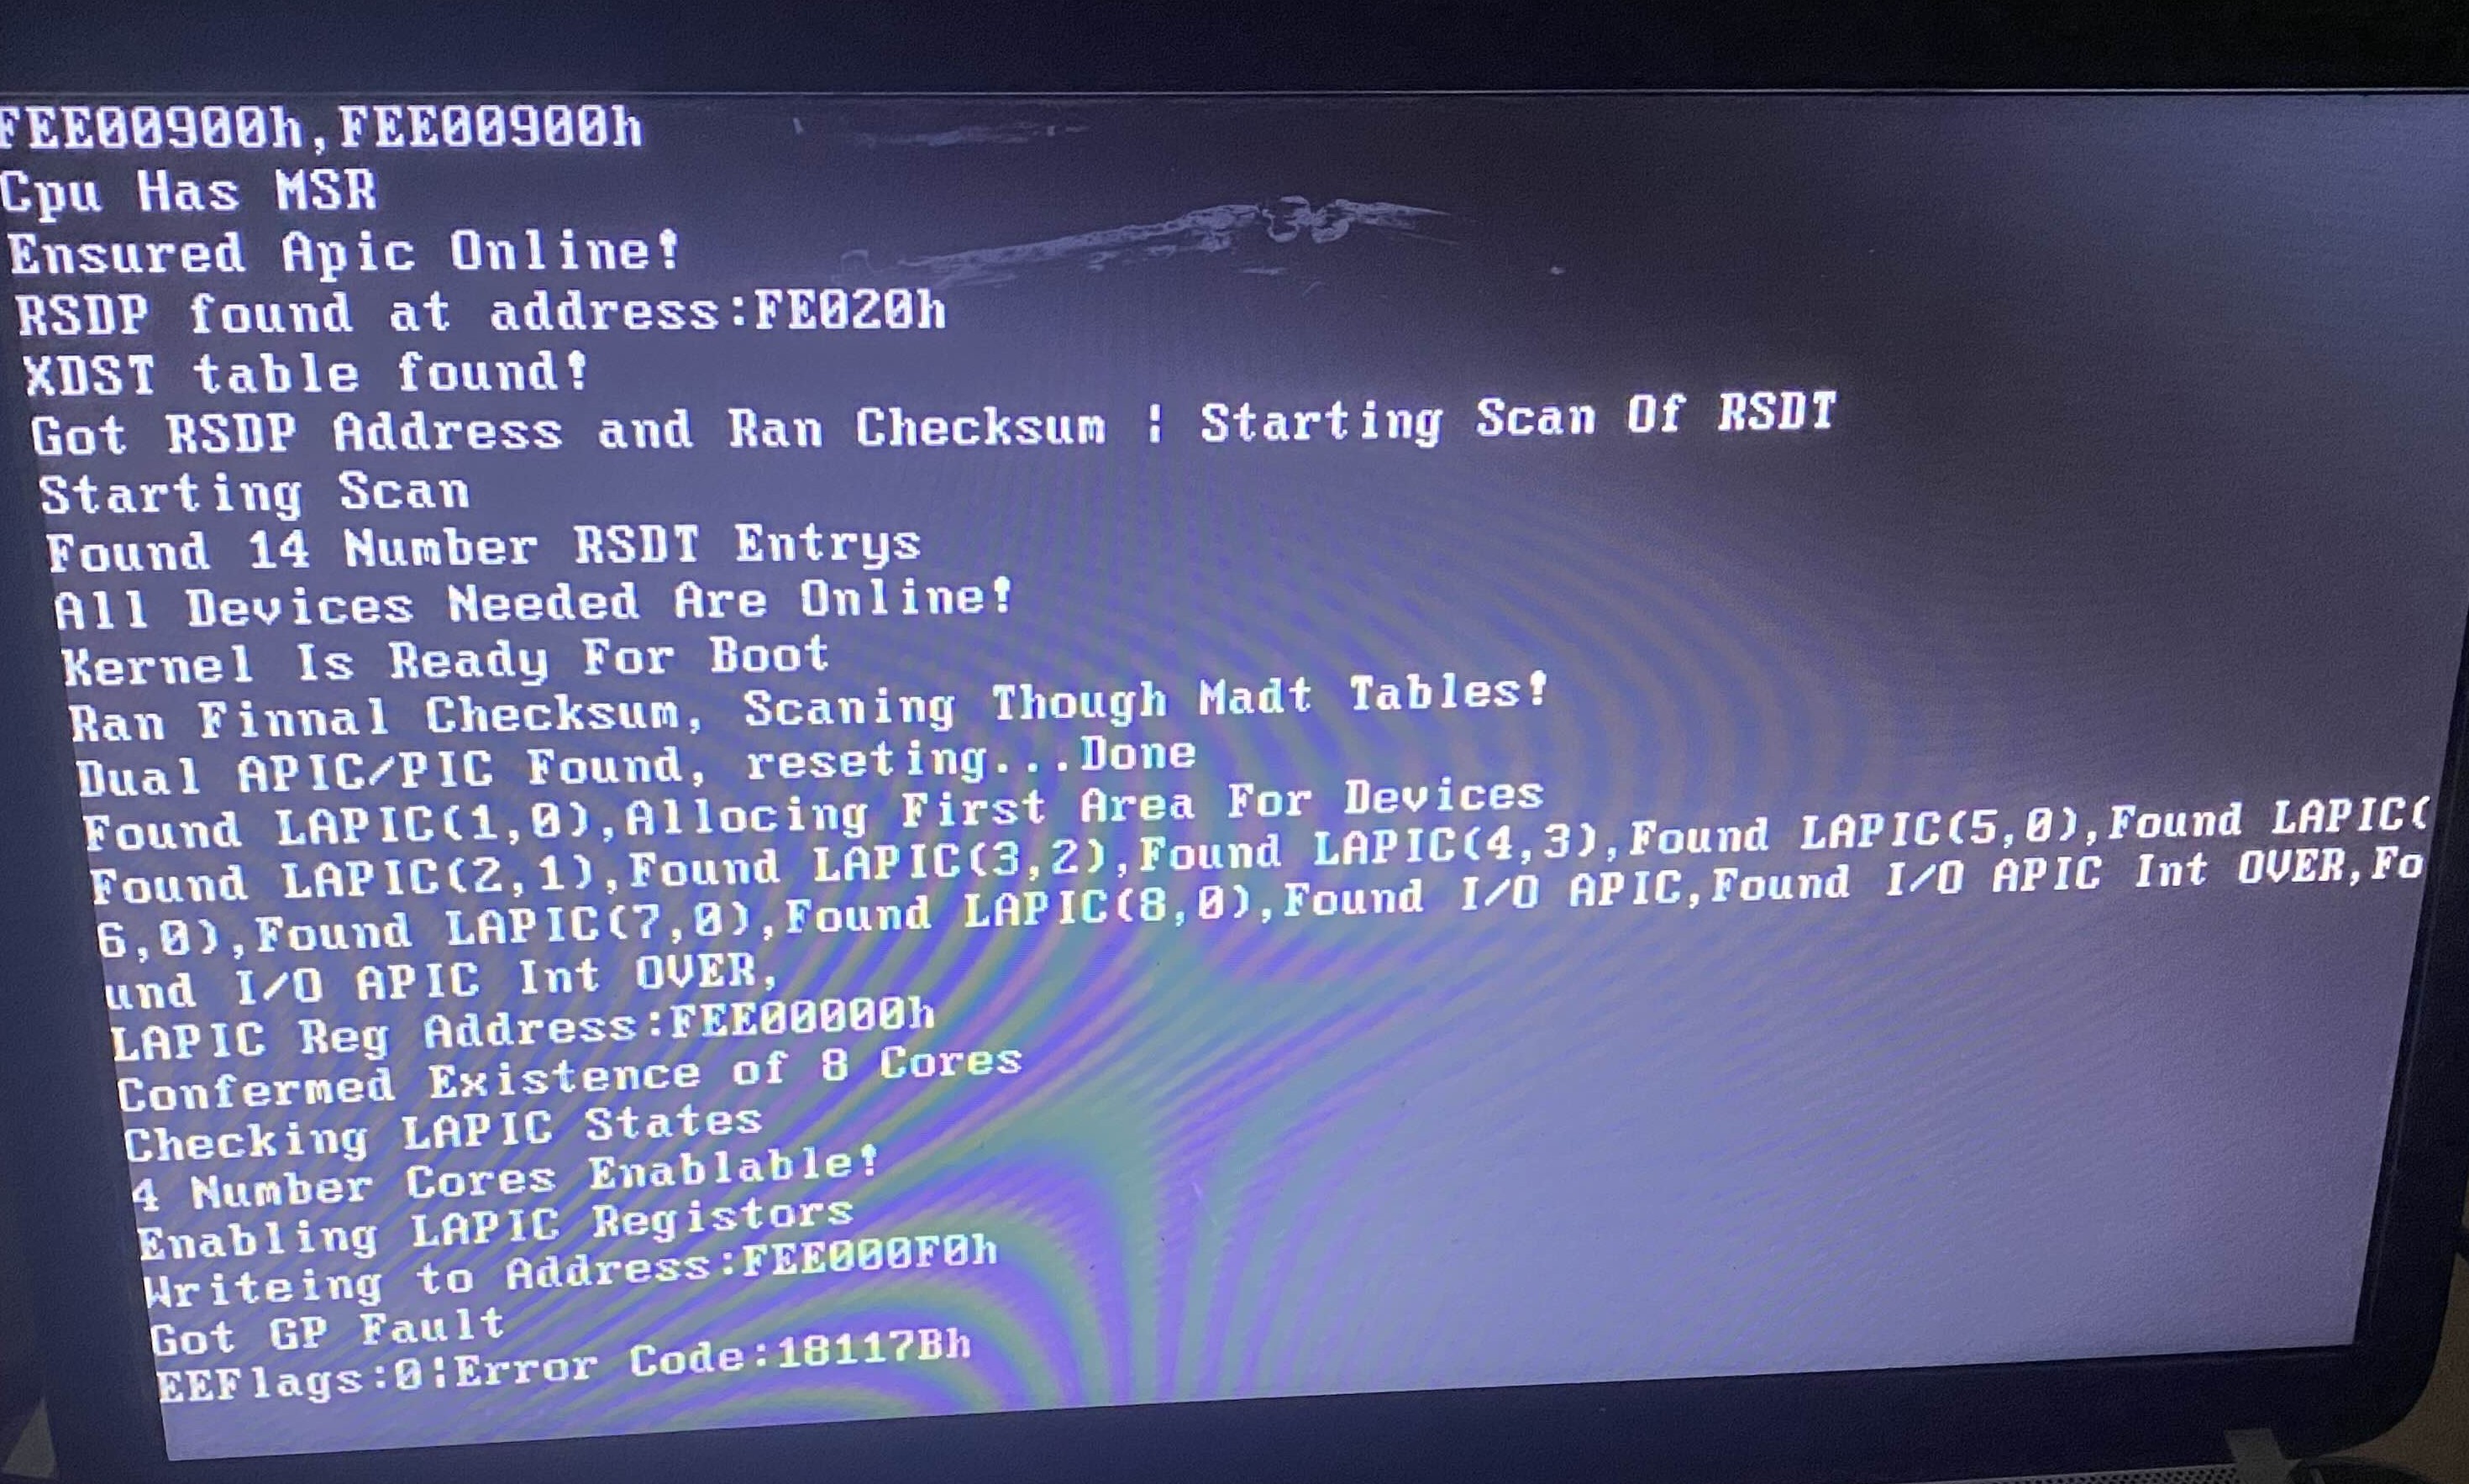 FEE00900h,FEE00900h
Cpu Has MSR
Ensured Apic Online!
RSDP found at address:FE020h
XDST table found!
Got RSDP Address and Ran Checksum | Starting Scan Of RSDT
Starting Scan
Found 14 Number RSDT Entrys
All Devices Needed Are Online!
Kernel Is Ready For Boot
Ran Finnal Checksum, Scaning Though Madt Tables!
Dual APIC/PIC Found, reseting...Done
Found LAPIC(1,0),Allocing First Area For Devices
Found LAPIC(2,1),Found LAPIC(3,2),Found LAPIC(4,3),Found LAPIC(5,0),Found LAPIC(
6,0),Found LAPIC(7,0),Found LAPIC(8,0),Found I/O APIC,Found I/O APIC Int OVER,Fo
und I/O APIC Int OVER,
LAPIC Reg Address:FEE00000h
Confermed Existence of 8 Cores
Checking LAPIC States
4 Number Cores Enablable!
Enabling LAPIC Registors
Writeing to Address:FEE000F0h
Got GP Fault
EEFlags:0|Error Code:18117Bh